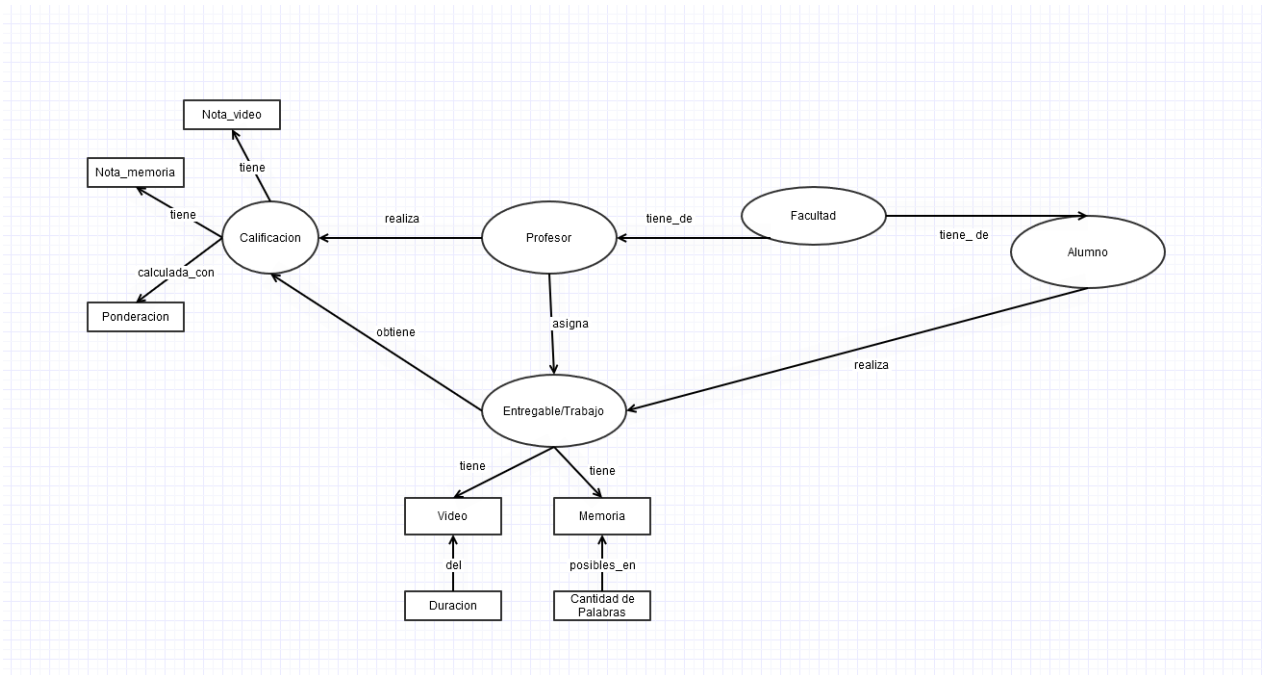 Nota_video
tiene
Nota_memoria
tiene
Calificacion
calculada_con
Ponderacion
realiza
Profesor
tiene_de
Facultad
tiene_ de
Alumno
asigna
obtiene
realiza
Entregable/Trabajo
tiene
tiene
Video
Memoria
del
posibles_en
Duracion
Cantidad de
Palabras